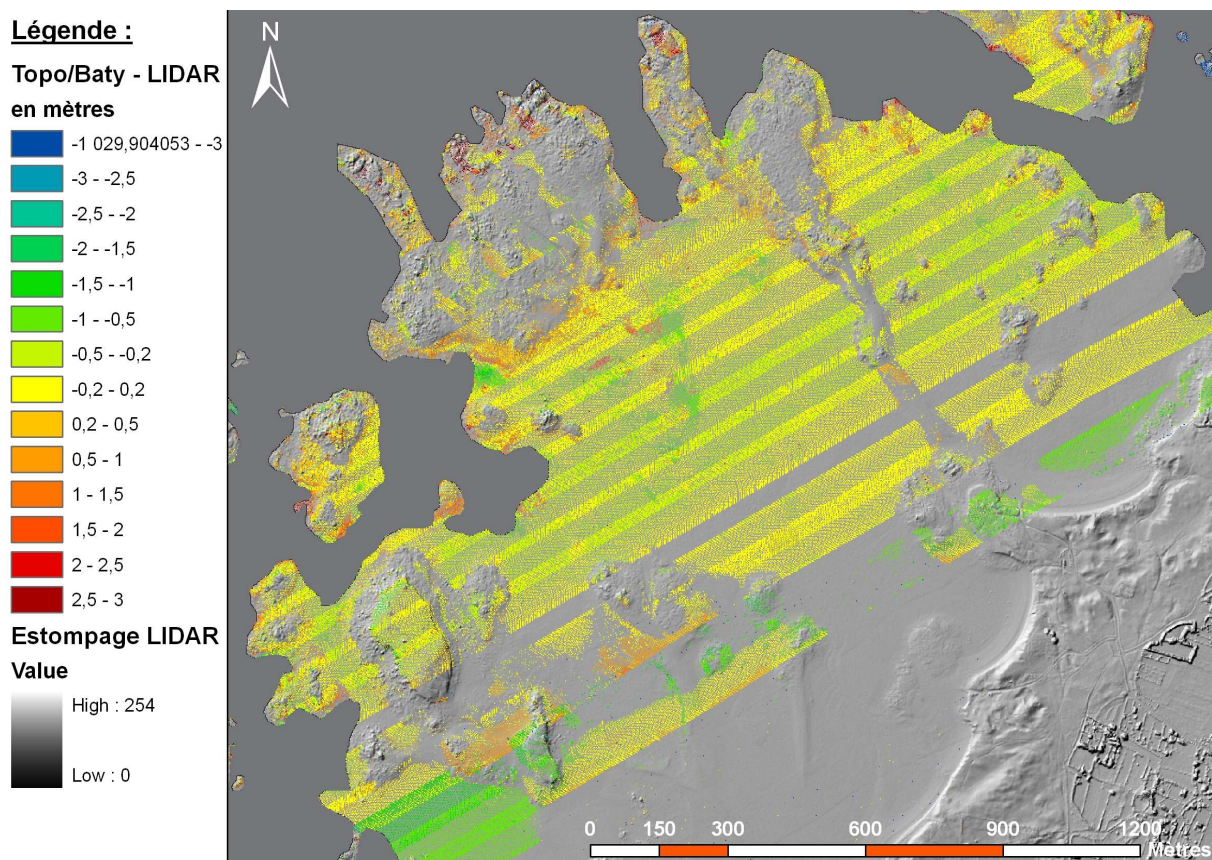 Légende :
Topo/Baty - LIDAR
en mètres
-1 029,904053 - -3
-3 - -2,5
-2,5 - -2
-2 - -1,5
-1,5 - -1
-1 - -0,5
-0,5 - -0,2
-0,2 - 0,2
0,2 - 0,5
0,5 - 1
1 - 1,5
1,5 - 2
2 - 2,5
2,5 - 3
Estompage LIDAR
Value
High : 254
Low : 0
N
0 150 300 600 900 1200
Mètres